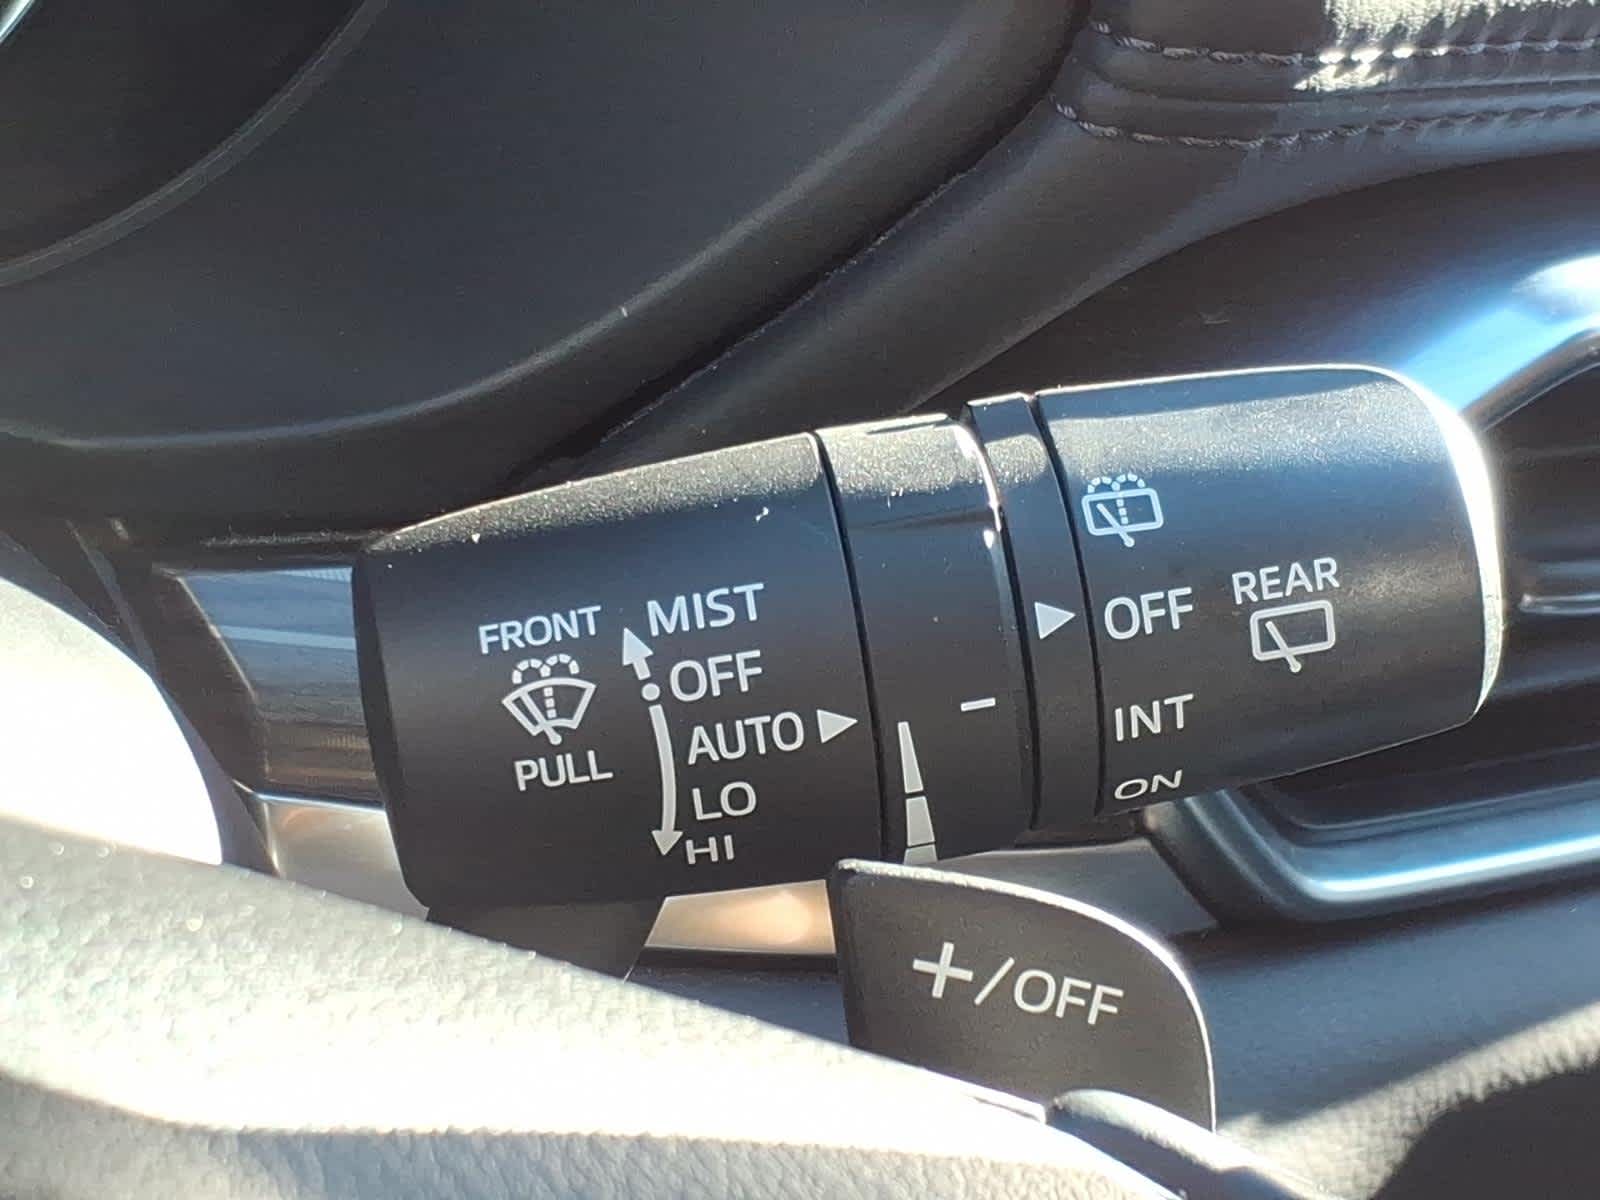 FRONT
PULL
MIST
OFF
AUTO
LO
HI
OFF
INT
ON
REAR
+/OFF